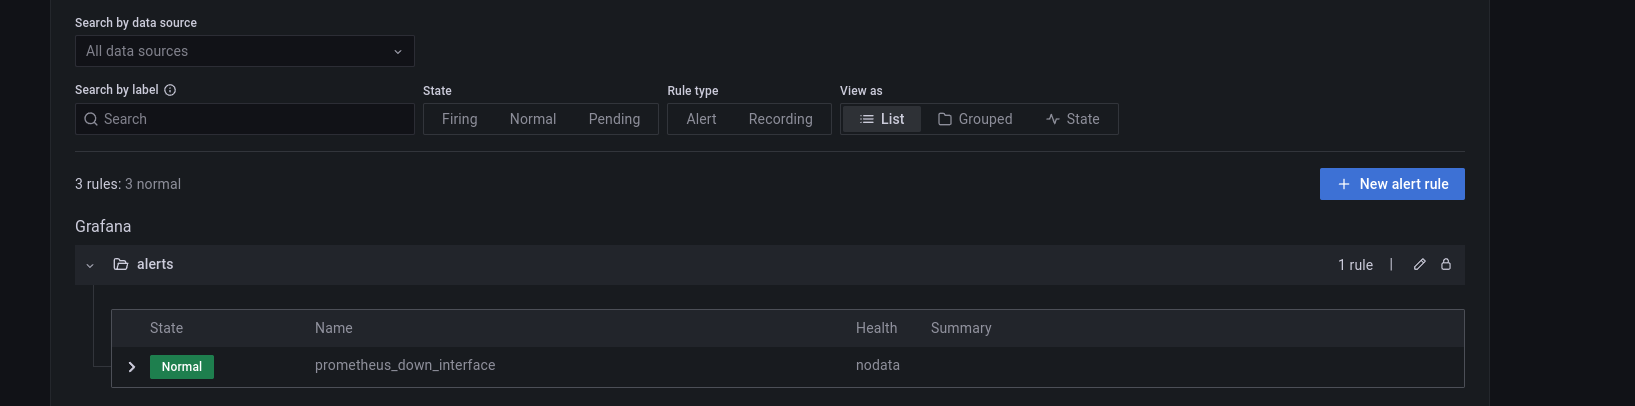 Search by data source
All data sources
Search by label State Rule type View as
Search Firing Normal Pending Alert Recording List Grouped State
3 rules: 3 normal New alert rule
Grafana
alerts 1 rule |
State Name Health Summary
Normal prometheus_down_interface nodata